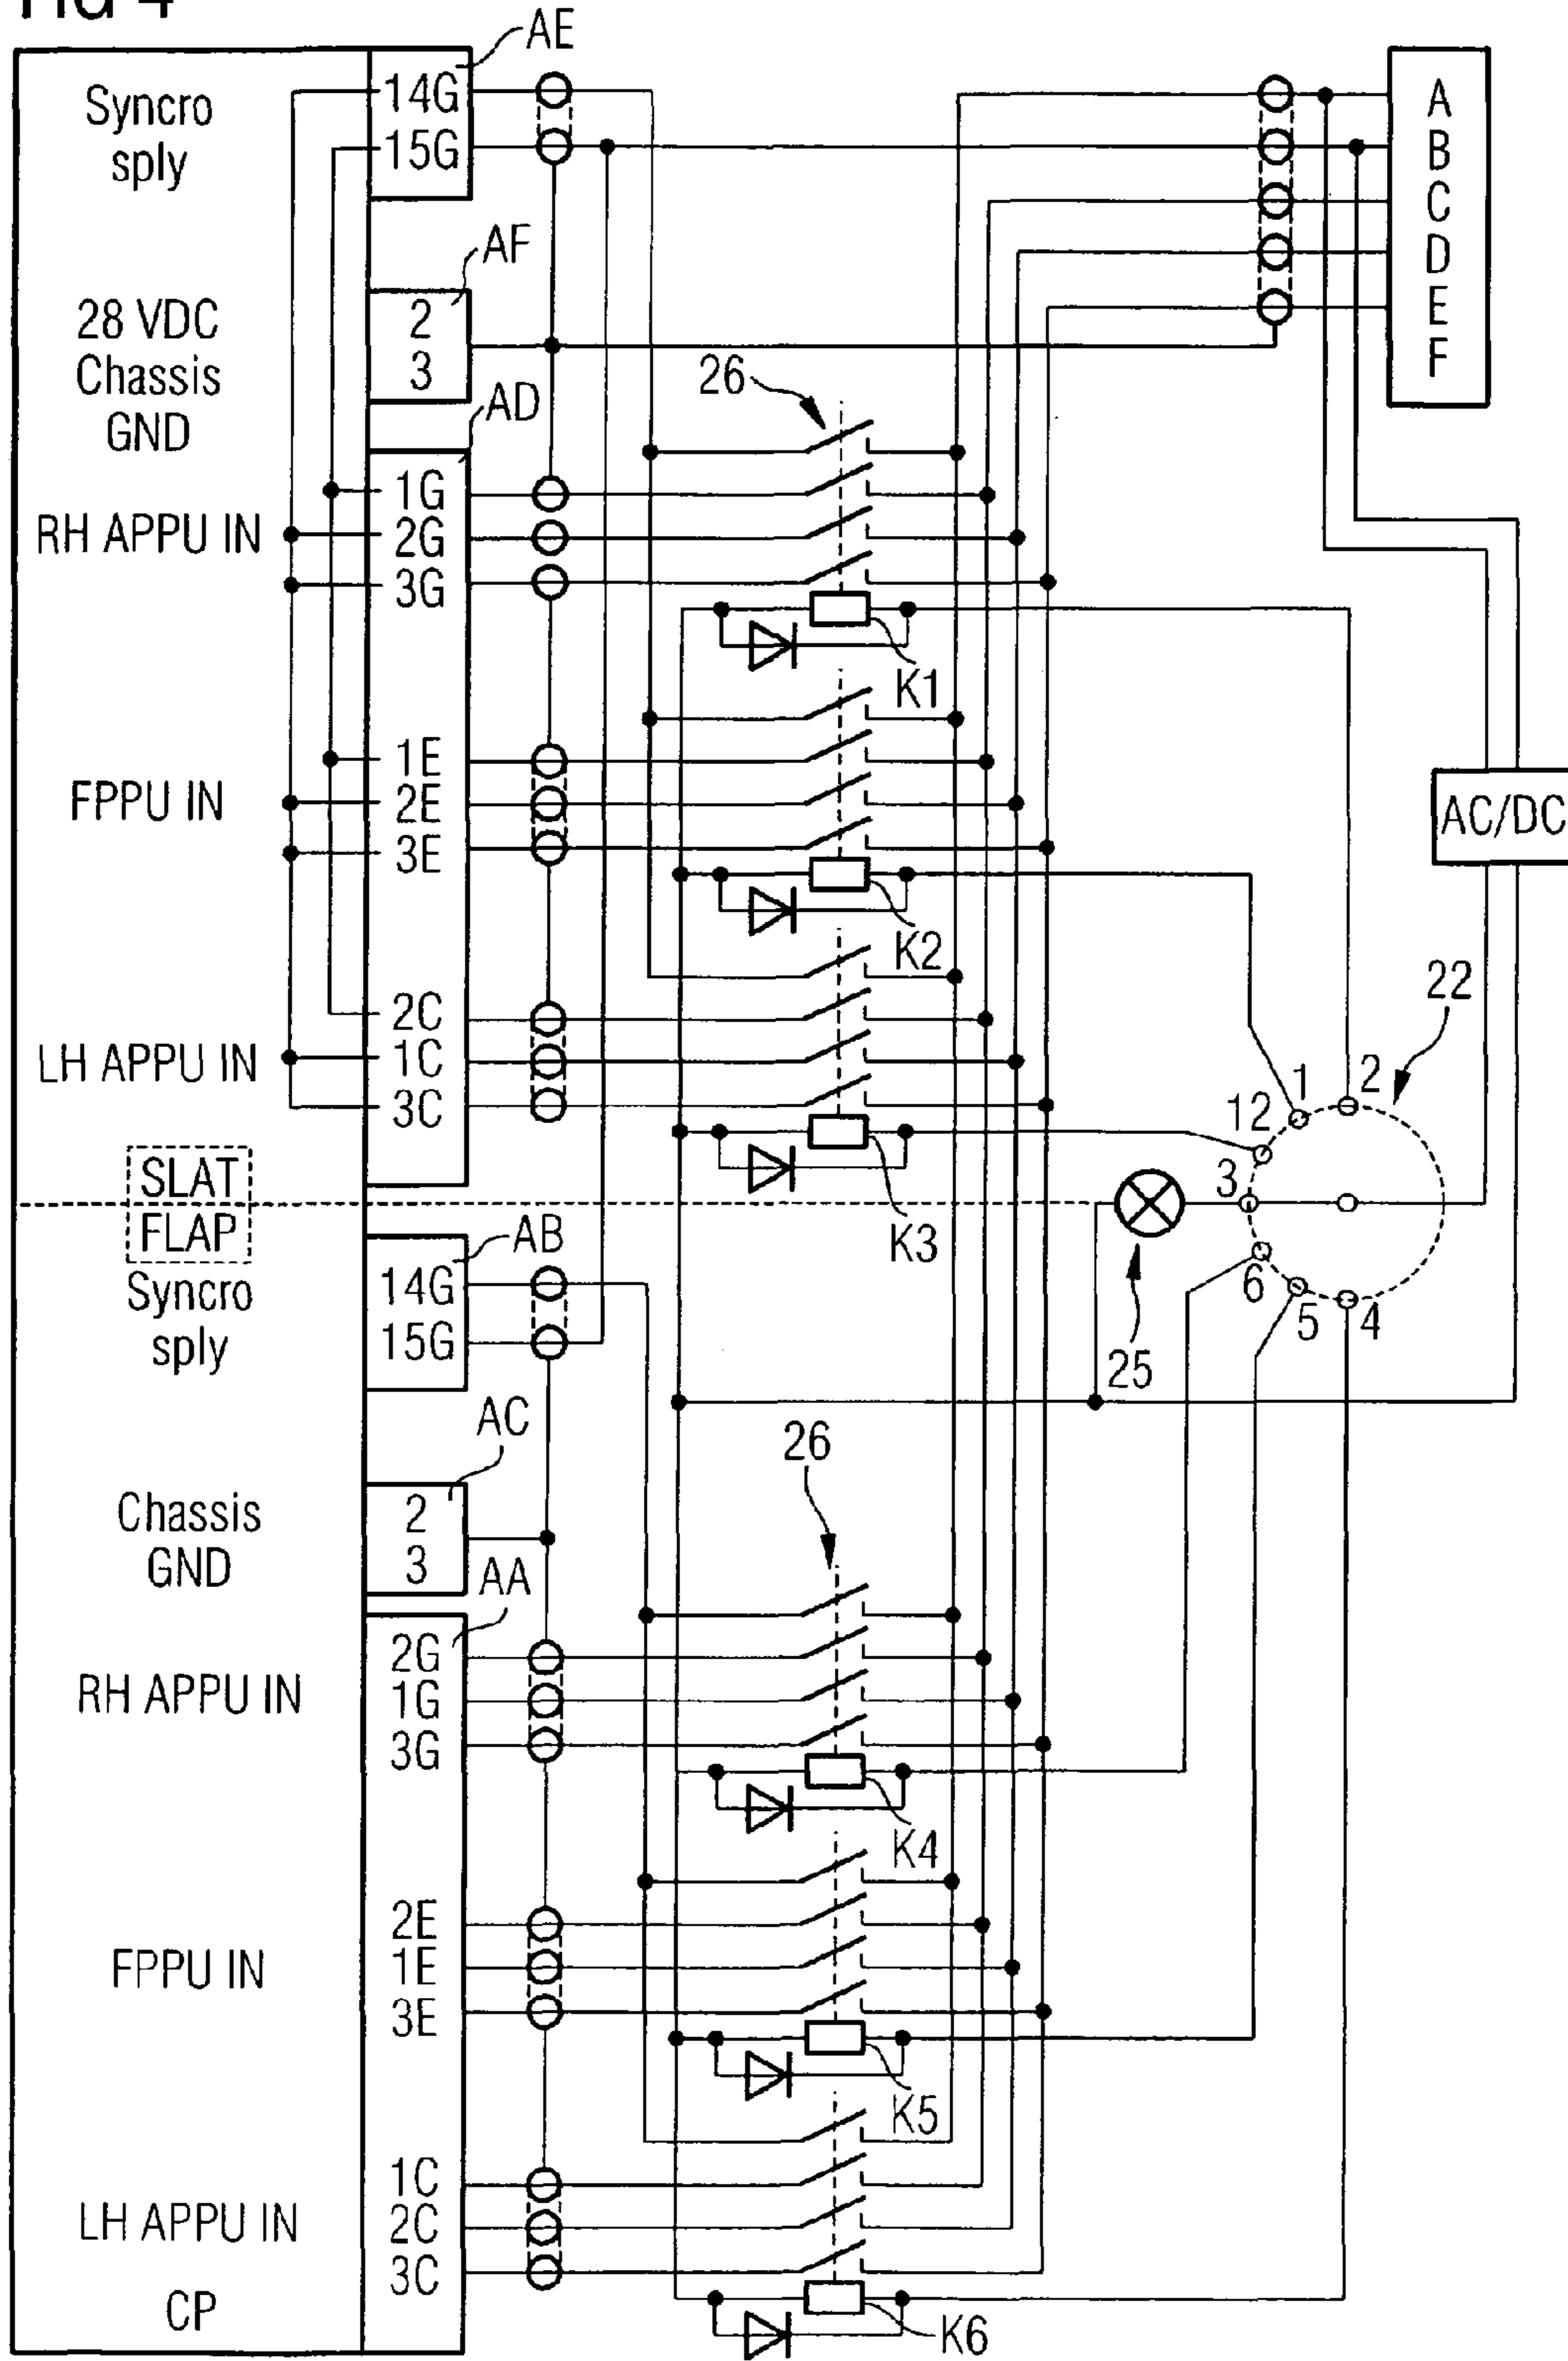 FIG 4
AE
Syncro
sply
14G
15G
A
B
C
D
E
F
AF
28 VDC
Chassis
GND
2
3
26
AD
RH APPU IN
1G
2G
3G
K1
FPPU IN
1E
2E
3E
AC/DC
K2
22
LH APPU IN
2C
1C
3C
12
1
2
3
6
5
4
K3
25
SLAT
FLAP
AB
Syncro
sply
14G
15G
AC
26
Chassis
GND
2
3
AA
RH APPU IN
2G
1G
3G
K4
FPPU IN
2E
1E
3E
K5
LH APPU IN
1C
2C
3C
CP
K6